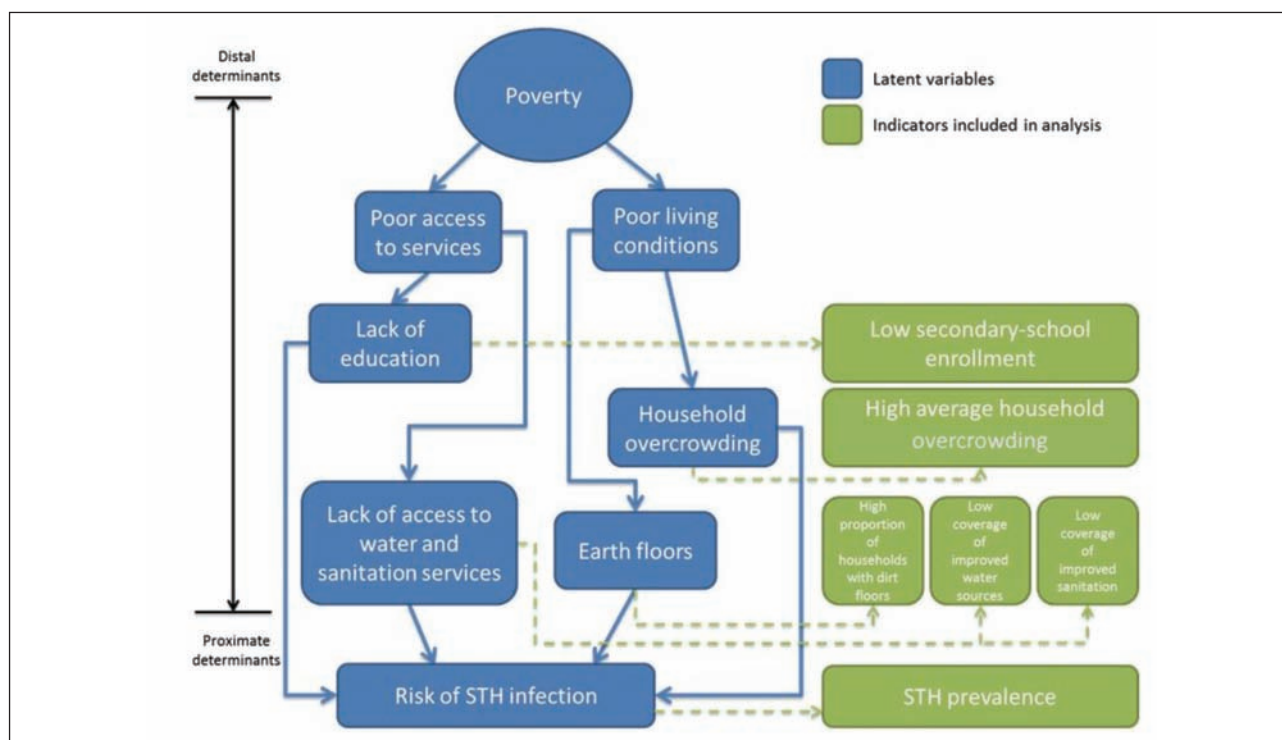 Distal
determinants
Poverty
Latent variables
Indicators included in analysis
Poor access
to services
Poor living
conditions
Lack of
education
Low secondary-school
enrollment
Household
overcrowding
High average household
overcrowding
Lack of access to
water and
sanitation services
Earth floors
High
proportion
of
households
with dirt
floors
Low
coverage
of
improved
water
sources
Low
coverage
of
improved
sanitation
Proximate
determinants
Risk of STH infection
STH prevalence